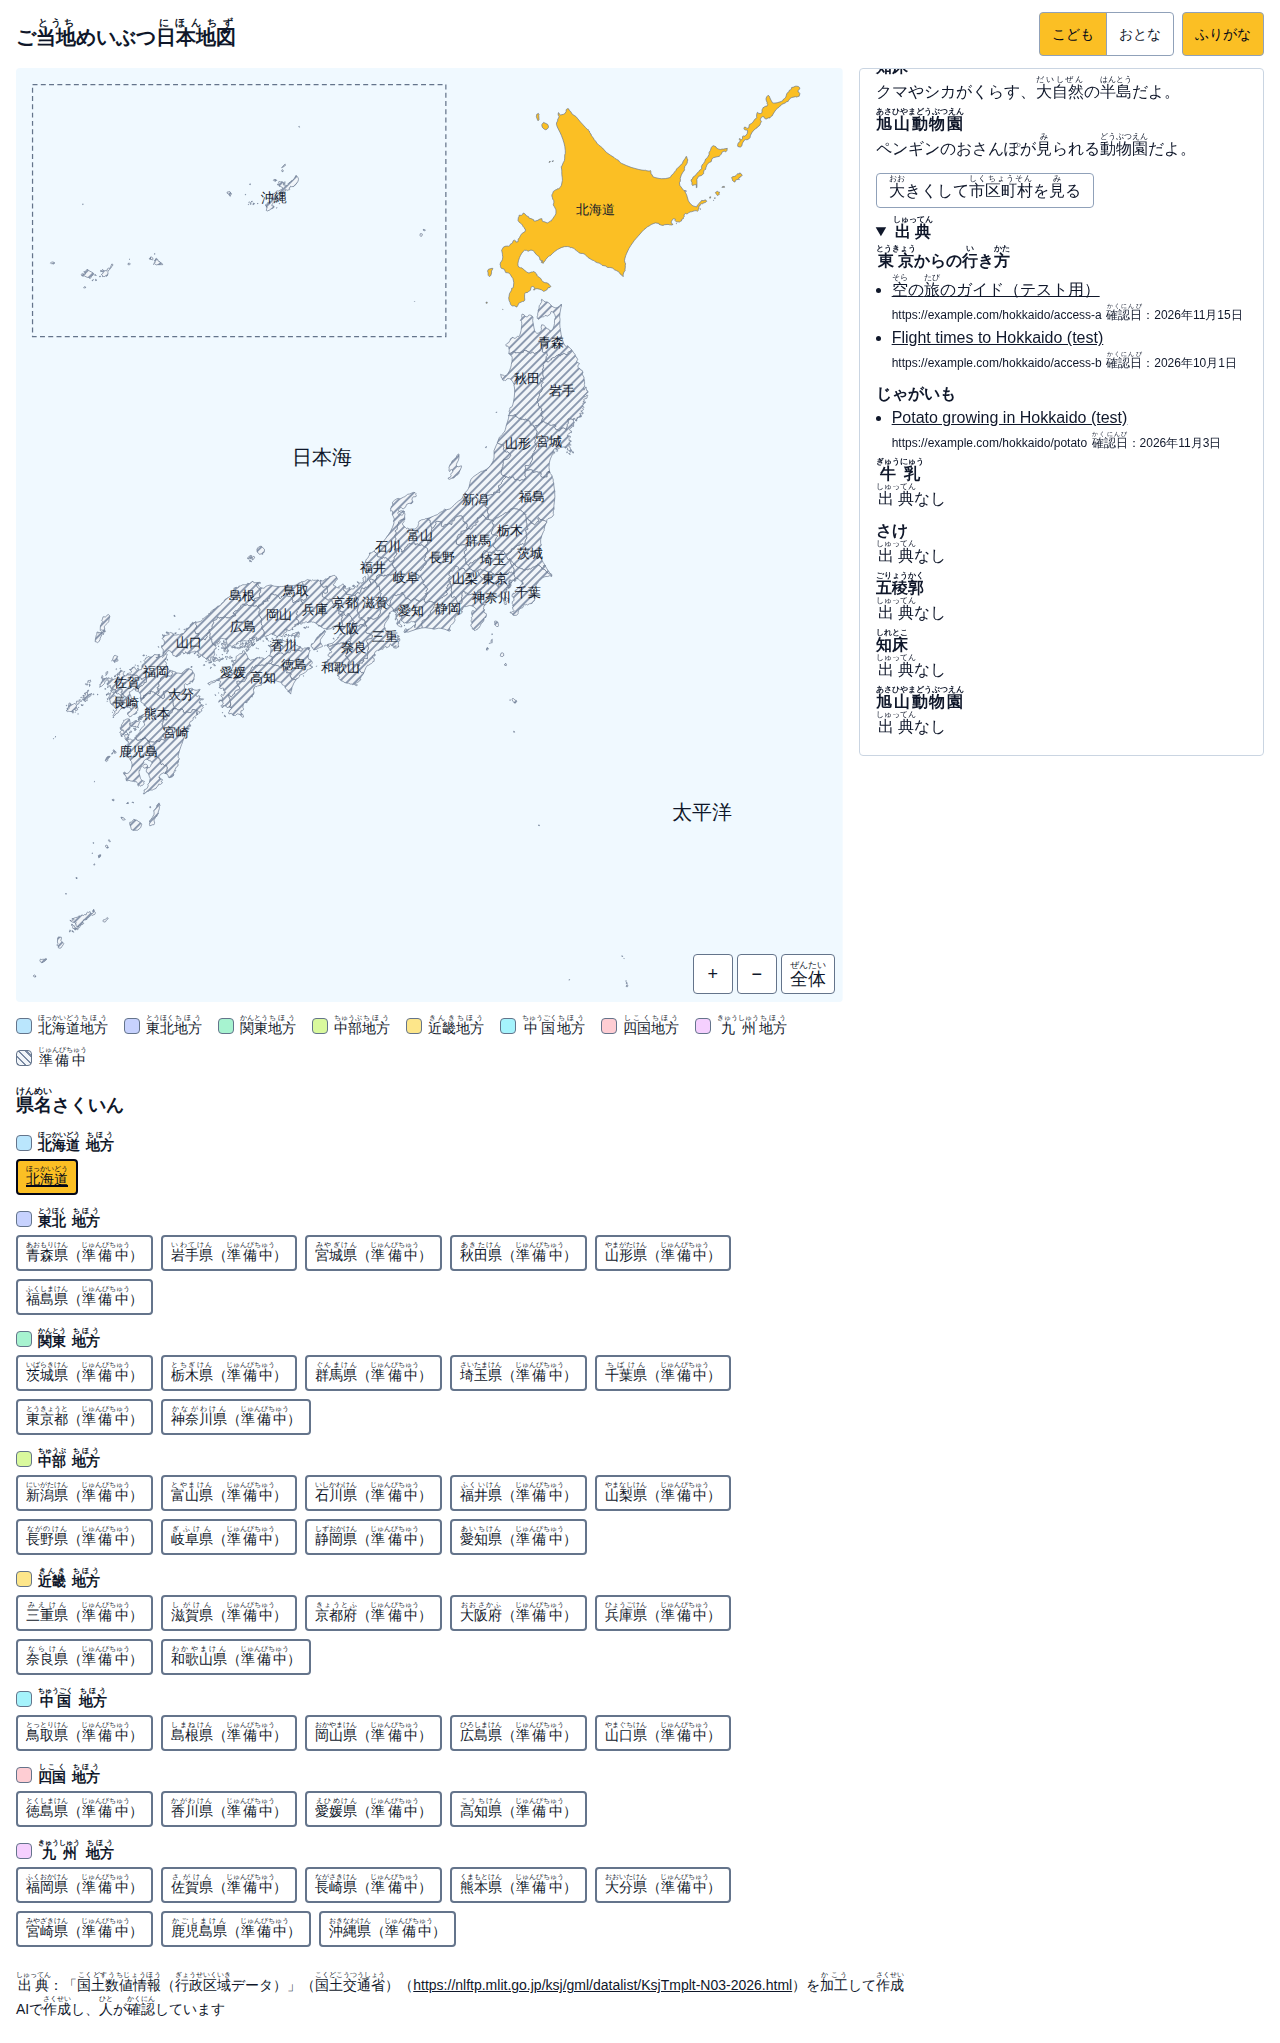 ご当地めいぶつ日本地図
こども おとな ふりがな
北海道
沖縄
青森
秋田
岩手
山形 宮城
日本海
新潟 福島
富山 群馬 栃木
石川 長野 埼玉 茨城
福井 岐阜 山梨 東京
神奈川 千葉
島根 鳥取 兵庫 京都 滋賀 愛知 静岡
岡山
広島 大阪 三重
山口 香川 奈良
福岡 愛媛 高知 徳島 和歌山
佐賀 大分
長崎 熊本
宮崎
鹿児島
太平洋
+ − 全体
知床
クマやシカがくらす、大自然の半島だよ。
旭山動物園
ペンギンのおさんぽが見られる動物園だよ。
大きくして市区町村を見る
▼ 出典
東京からの行き方
空の旅のガイド（テスト用）
https://example.com/hokkaido/access-a 確認日：2026年11月15日
Flight times to Hokkaido (test)
https://example.com/hokkaido/access-b 確認日：2026年10月1日
じゃがいも
Potato growing in Hokkaido (test)
https://example.com/hokkaido/potato 確認日：2026年11月3日
牛乳
出典なし
さけ
出典なし
五稜郭
出典なし
知床
出典なし
旭山動物園
出典なし
北海道地方 東北地方 関東地方 中部地方 近畿地方 中国地方 四国地方 九州地方
準備中
県名さくいん
北海道 地方
北海道
東北 地方
青森県（準備中） 岩手県（準備中） 宮城県（準備中） 秋田県（準備中） 山形県（準備中）
福島県（準備中）
関東 地方
茨城県（準備中） 栃木県（準備中） 群馬県（準備中） 埼玉県（準備中） 千葉県（準備中）
東京都（準備中） 神奈川県（準備中）
中部 地方
新潟県（準備中） 富山県（準備中） 石川県（準備中） 福井県（準備中） 山梨県（準備中）
長野県（準備中） 岐阜県（準備中） 静岡県（準備中） 愛知県（準備中）
近畿 地方
三重県（準備中） 滋賀県（準備中） 京都府（準備中） 大阪府（準備中） 兵庫県（準備中）
奈良県（準備中） 和歌山県（準備中）
中国 地方
鳥取県（準備中） 島根県（準備中） 岡山県（準備中） 広島県（準備中） 山口県（準備中）
四国 地方
徳島県（準備中） 香川県（準備中） 愛媛県（準備中） 高知県（準備中）
九州 地方
福岡県（準備中） 佐賀県（準備中） 長崎県（準備中） 熊本県（準備中） 大分県（準備中）
宮崎県（準備中） 鹿児島県（準備中） 沖縄県（準備中）
出典：「国土数値情報（行政区域データ）」（国土交通省）（https://nlftp.mlit.go.jp/ksj/gml/datalist/KsjTmplt-N03-2026.html）を加工して作成
AIで作成し、人が確認しています